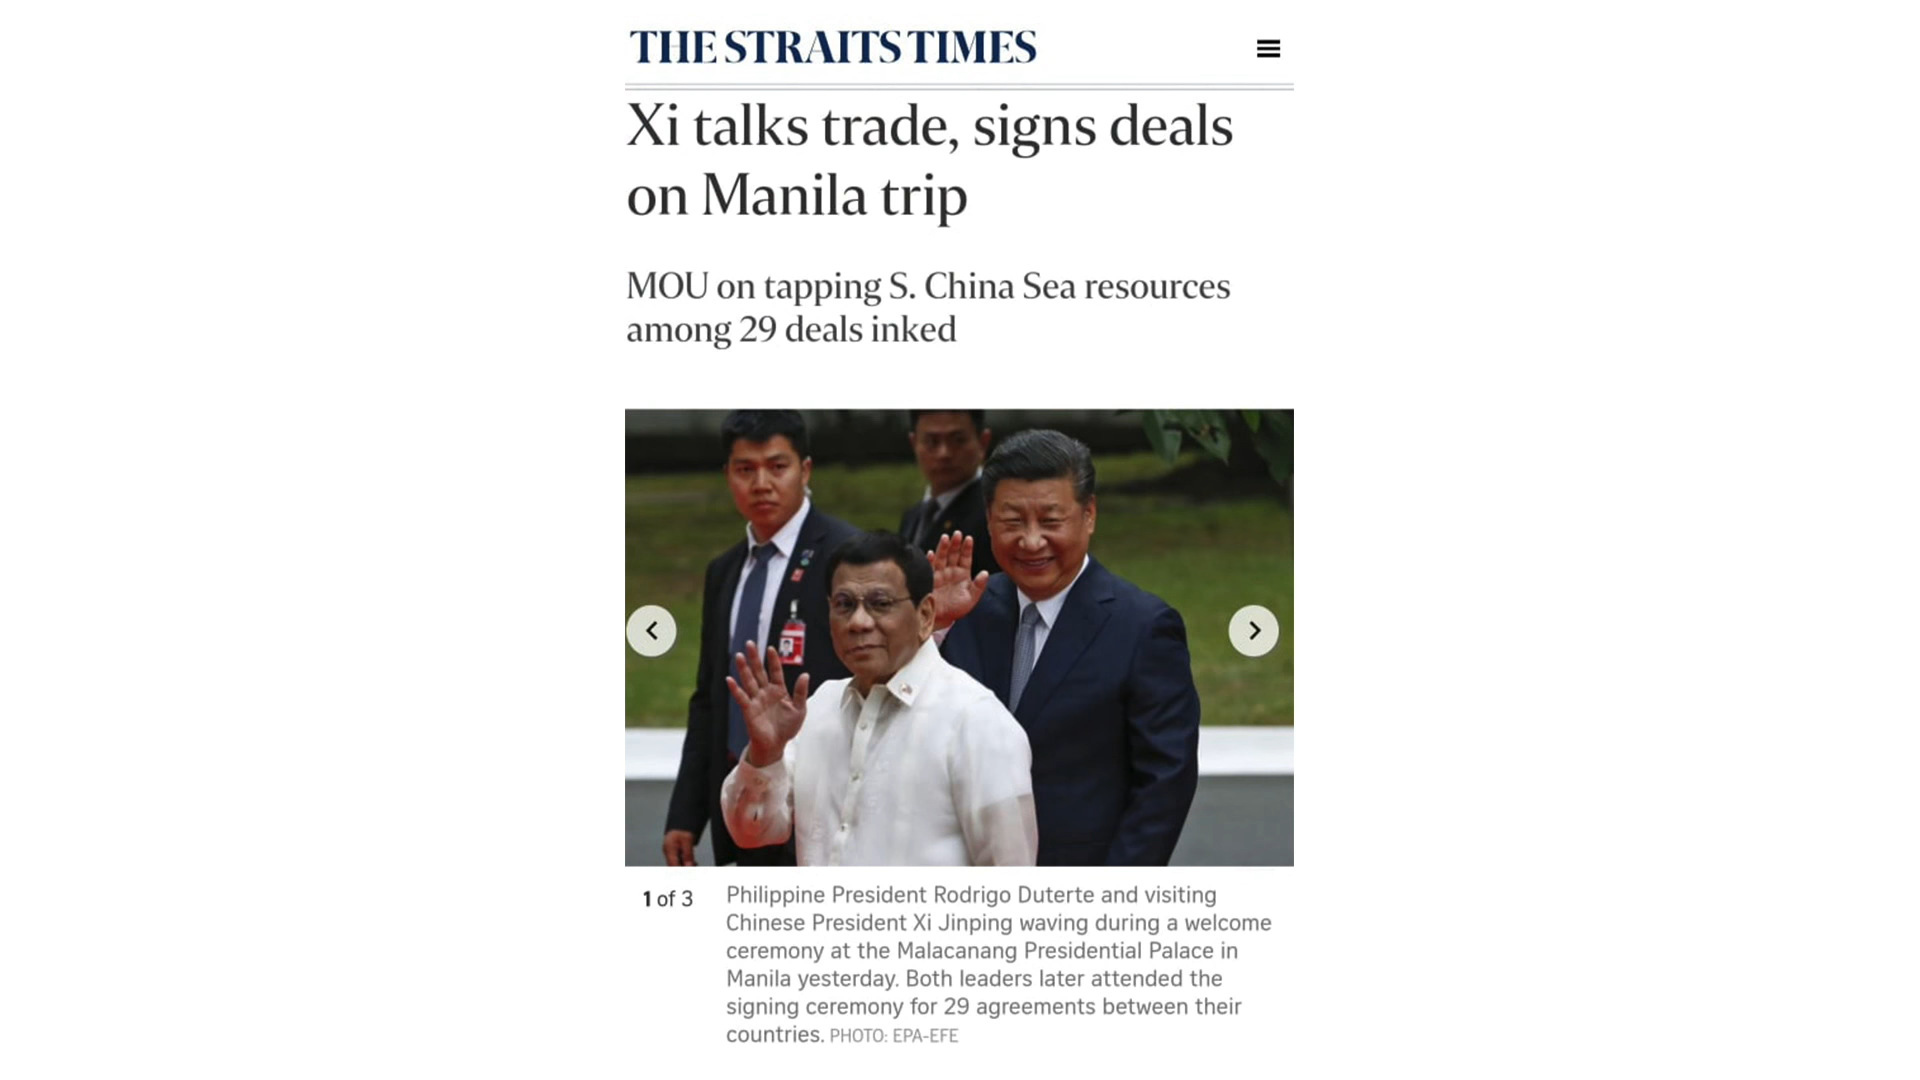 THE STRAITS TIMES
Xi talks trade, signs deals
on Manila trip
MOU on tapping S. China Sea resources
among 29 deals inked
1 of 3
Philippine President Rodrigo Duterte and visiting
Chinese President Xi Jinping waving during a welcome
ceremony at the Malacanang Presidential Palace in
Manila yesterday. Both leaders later attended the
signing ceremony for 29 agreements between their
countries. PHOTO: EPA-EFE